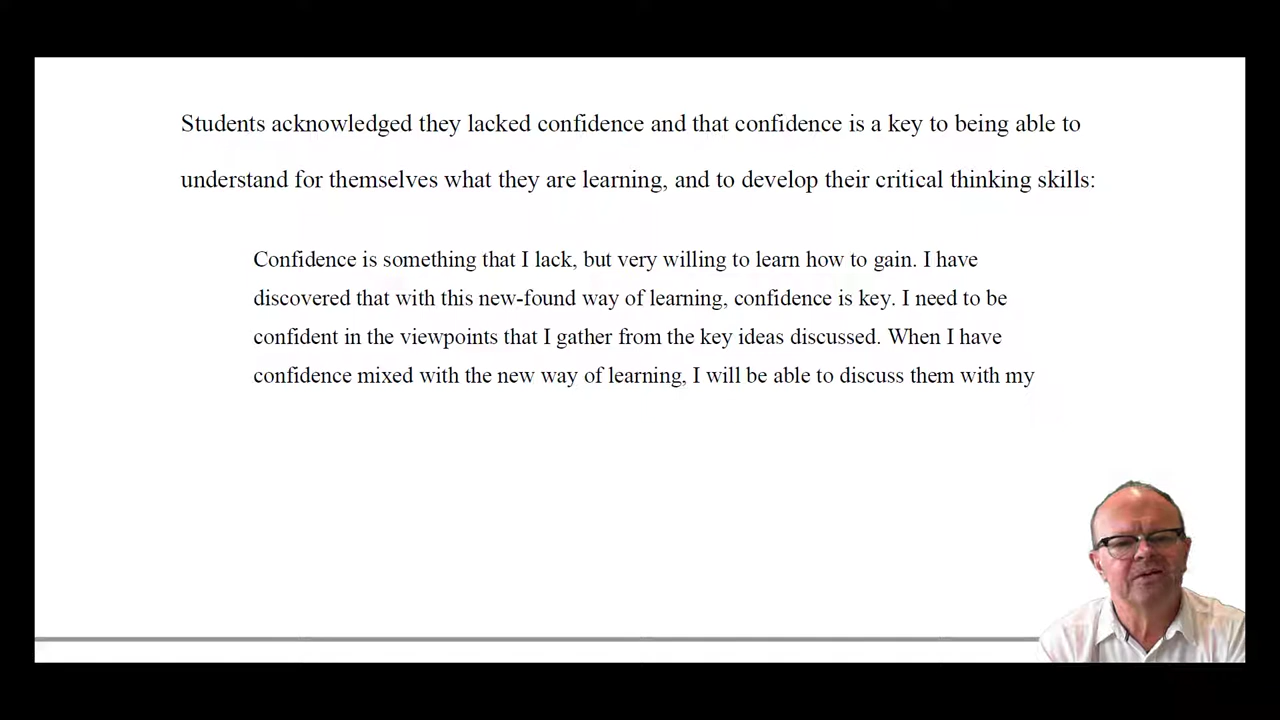 Students acknowledged they lacked confidence and that confidence is a key to being able to
understand for themselves what they are learning, and to develop their critical thinking skills:
Confidence is something that I lack, but very willing to learn how to gain. I have
discovered that with this new-found way of learning, confidence is key. I need to be
confident in the viewpoints that I gather from the key ideas discussed. When I have
confidence mixed with the new way of learning, I will be able to discuss them with my